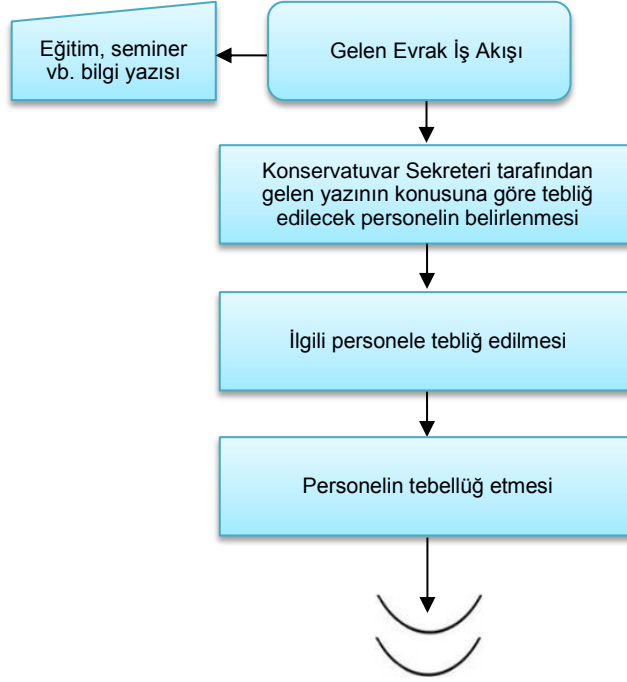 Eğitim, seminer
vb. bilgi yazısı
Gelen Evrak İş Akışı
Konservatuvar Sekreteri tarafından
gelen yazının konusuna göre tebliğ
edilecek personelin belirlenmesi
İlgili personele tebliğ edilmesi
Personelin tebellüğ etmesi